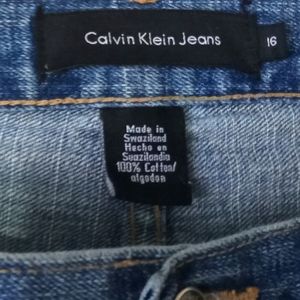 Calvin Klein Jeans
16
Made in
Swaziland
Hecho en
Suazilandia
100% Cotton/
algodon